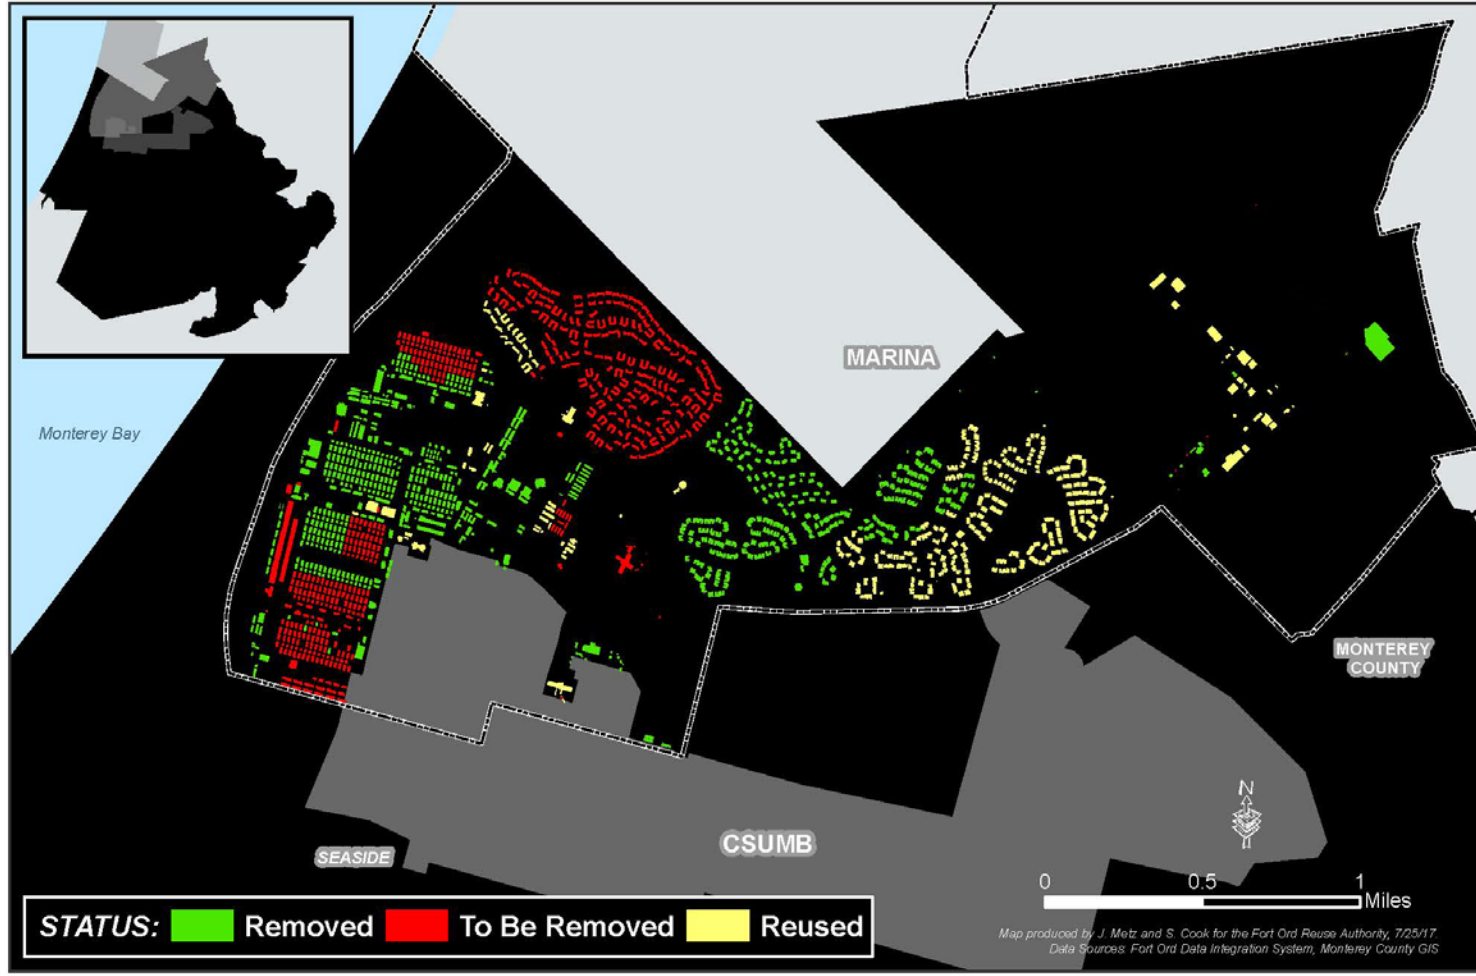 MARINA
Monterey Bay
MONTEREY
COUNTY
N
CSUMB
SEASIDE
0 0.5 1
Miles
STATUS: Removed To Be Removed Reused
Map produced by J. Metz and S. Cook for the Fort Ord Reuse Authority, 7/25/17.
Data Sources: Fort Ord Data Integration System, Monterey County GIS